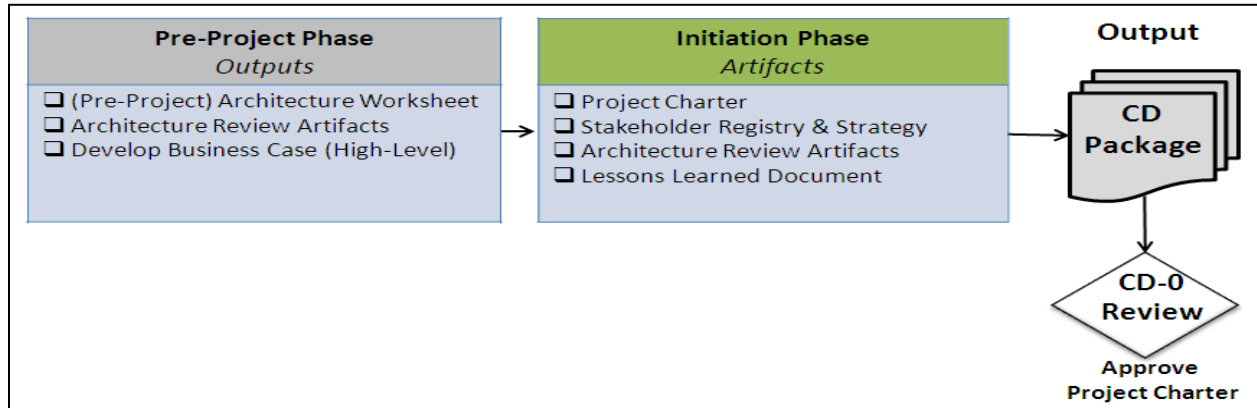 Pre-Project Phase
Outputs
❑ (Pre-Project) Architecture Worksheet
❑ Architecture Review Artifacts
❑ Develop Business Case (High-Level)
Initiation Phase
Artifacts
❑ Project Charter
❑ Stakeholder Registry & Strategy
❑ Architecture Review Artifacts
❑ Lessons Learned Document
Output
CD
Package
CD-0
Review
Approve
Project Charter